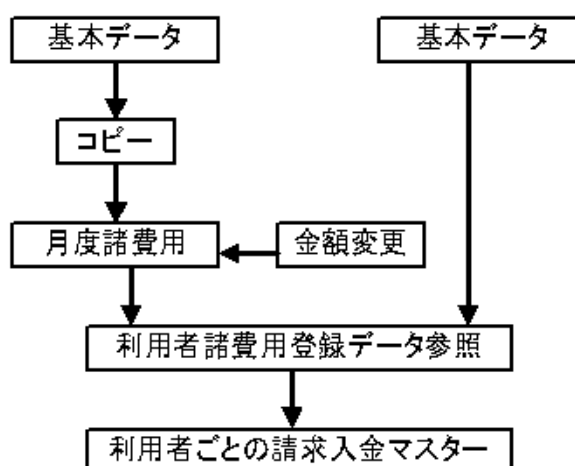 基本データ
基本データ
コピー
月度諸費用
金額変更
利用者諸費用登録データ参照
利用者ごとの請求入金マスター